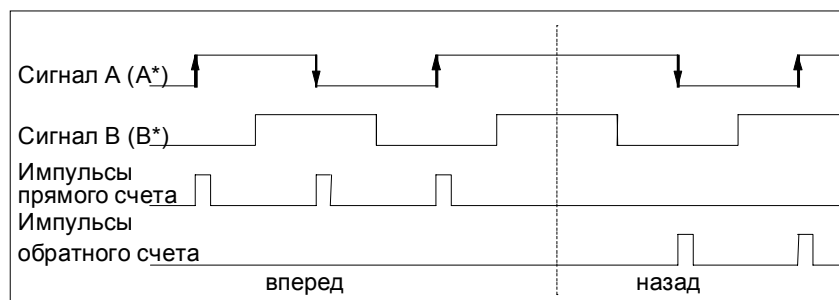 Сигнал А (А*)
Сигнал В (В*)
Импульсы
прямого счета
Импульсы
обратного счета
вперед
назад